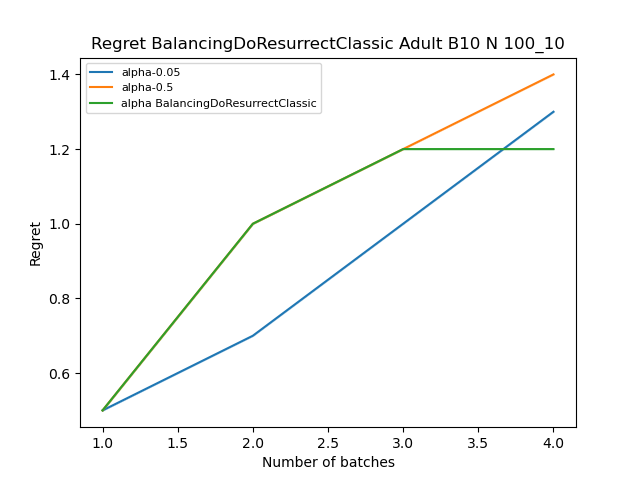 Regret BalancingDoResurrectClassic Adult B10 N 100_10
alpha-0.05
alpha-0.5
alpha BalancingDoResurrectClassic
Regret
1.4
1.2
1.0
0.8
0.6
1.0 1.5 2.0 2.5 3.0 3.5 4.0
Number of batches